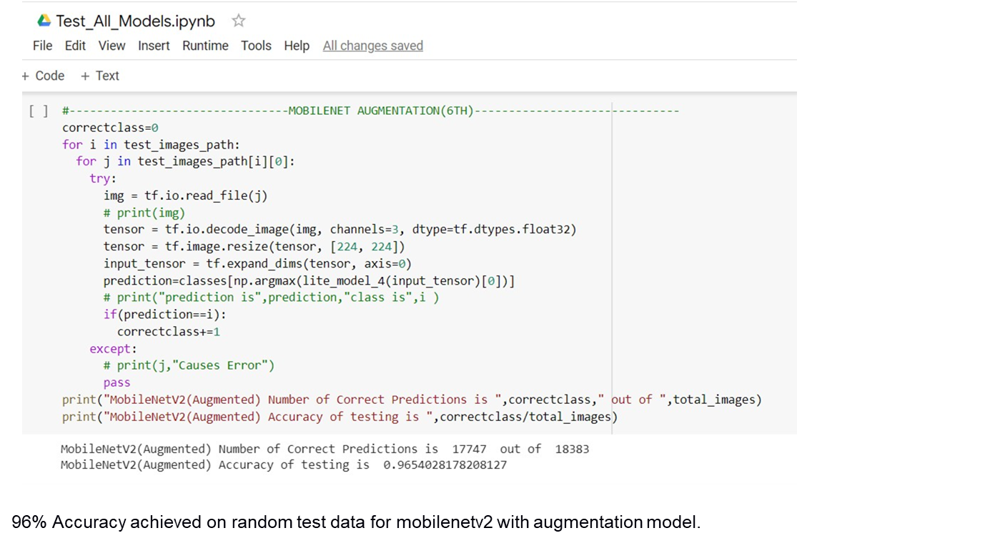 Test_All_Models.ipynb
File Edit View Insert Runtime Tools Help All changes saved
+ Code + Text
[ ] #--------------------------------MOBILENET AUGMENTATION(6TH)------------------------------
correctclass=0
for i in test_images_path:
  for j in test_images_path[i][0]:
    try:
      img = tf.io.read_file(j)
      # print(img)
      tensor = tf.io.decode_image(img, channels=3, dtype=tf.dtypes.float32)
      tensor = tf.image.resize(tensor, [224, 224])
      input_tensor = tf.expand_dims(tensor, axis=0)
      prediction=classes[np.argmax(lite_model_4(input_tensor)[0])]
      # print("prediction is",prediction,"class is",i )
      if(prediction==i):
        correctclass+=1
    except:
      # print(j,"Causes Error")
      pass
print("MobileNetV2(Augmented) Number of Correct Predictions is ",correctclass," out of ",total_images)
print("MobileNetV2(Augmented) Accuracy of testing is ",correctclass/total_images)
MobileNetV2(Augmented) Number of Correct Predictions is  17747  out of  18383
MobileNetV2(Augmented) Accuracy of testing is  0.9654028178208127
96% Accuracy achieved on random test data for mobilenetv2 with augmentation model.